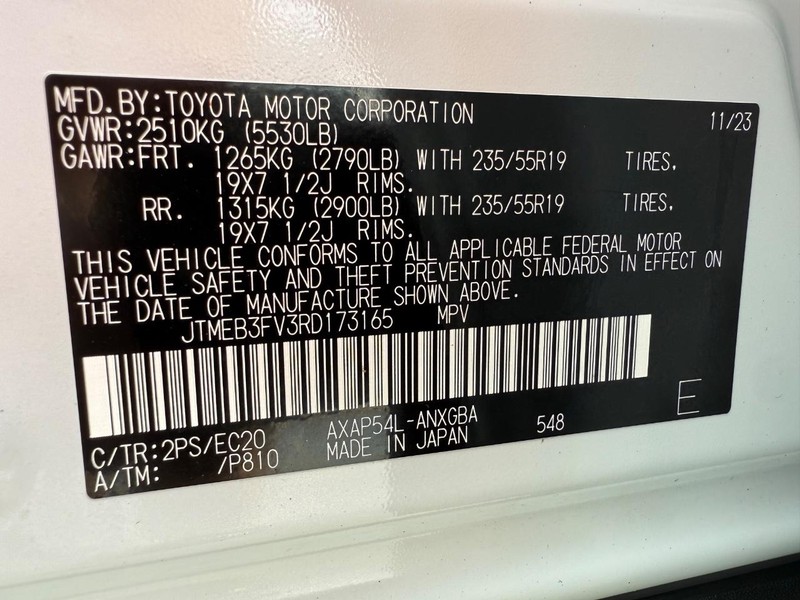 MFD.BY:TOYOTA MOTOR CORPORATION 11/23
GVWR:2510KG (5530LB)
GAWR:FRT. 1265KG (2790LB) WITH 235/55R19 TIRES.
19X7 1/2J RIMS.
RR. 1315KG (2900LB) WITH 235/55R19 TIRES.
19X7 1/2J RIMS.
THIS VEHICLE CONFORMS TO ALL APPLICABLE FEDERAL MOTOR
VEHICLE SAFETY AND THEFT PREVENTION STANDARDS IN EFFECT ON
THE DATE OF MANUFACTURE SHOWN ABOVE.
JTMEB3FV3RD173165 MPV
C/TR:2PS/EC20 AXAP54L-ANXGBA 548 E
A/TM: /P810 MADE IN JAPAN